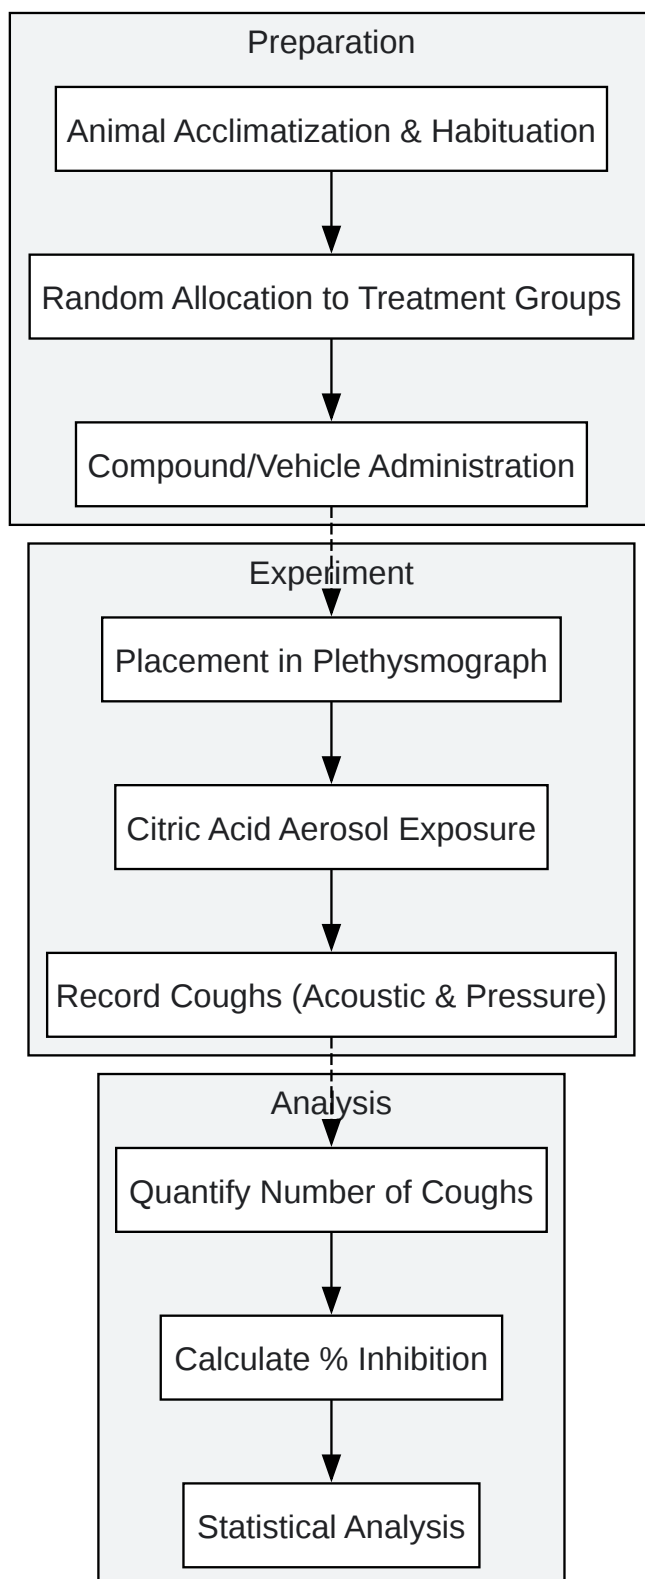 Preparation
Animal Acclimatization & Habituation
Random Allocation to Treatment Groups
Compound/Vehicle Administration
Experiment
Placement in Plethysmograph
Citric Acid Aerosol Exposure
Record Coughs (Acoustic & Pressure)
Analysis
Quantify Number of Coughs
Calculate % Inhibition
Statistical Analysis